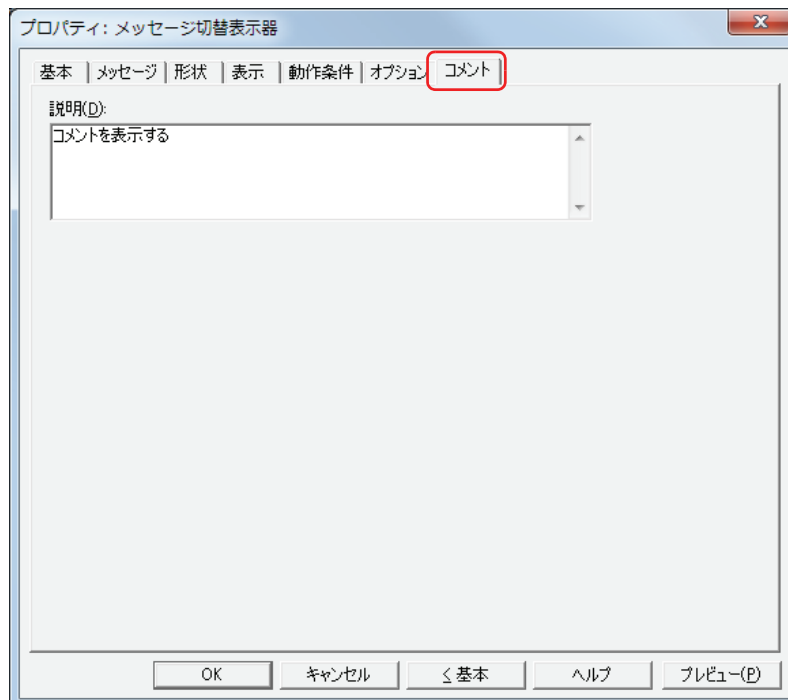 プロパティ: メッセージ切替表示器
X
基本 メッセージ 形状 表示 動作条件 オプション コメント
説明(D):
コメントを表示する
OK キャンセル < 基本 ヘルプ プレビュー(P)